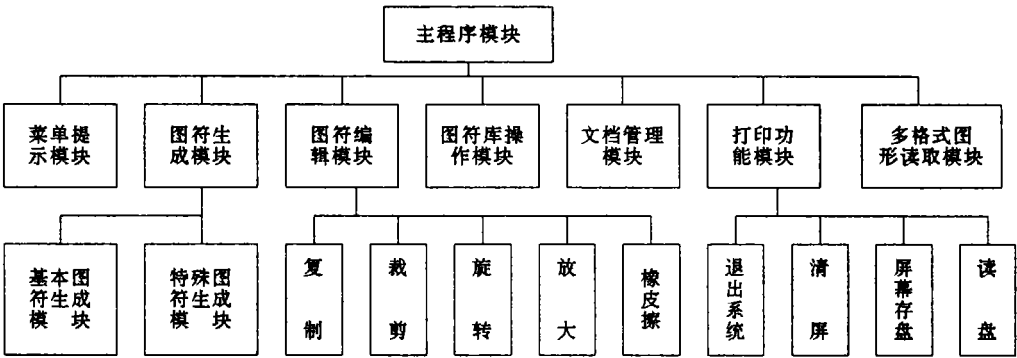 主程序模块
菜单提
示模块
图符生
成模块
图符编
辑模块
图符库操
作模块
文档管理
模块
打印功
能模块
多格式图
形读取模块
基本图
符生成
模块
特殊图
符生成
模块
复制
裁剪
旋转
放大
橡皮擦
退出系统
清屏
屏幕存盘
读盘